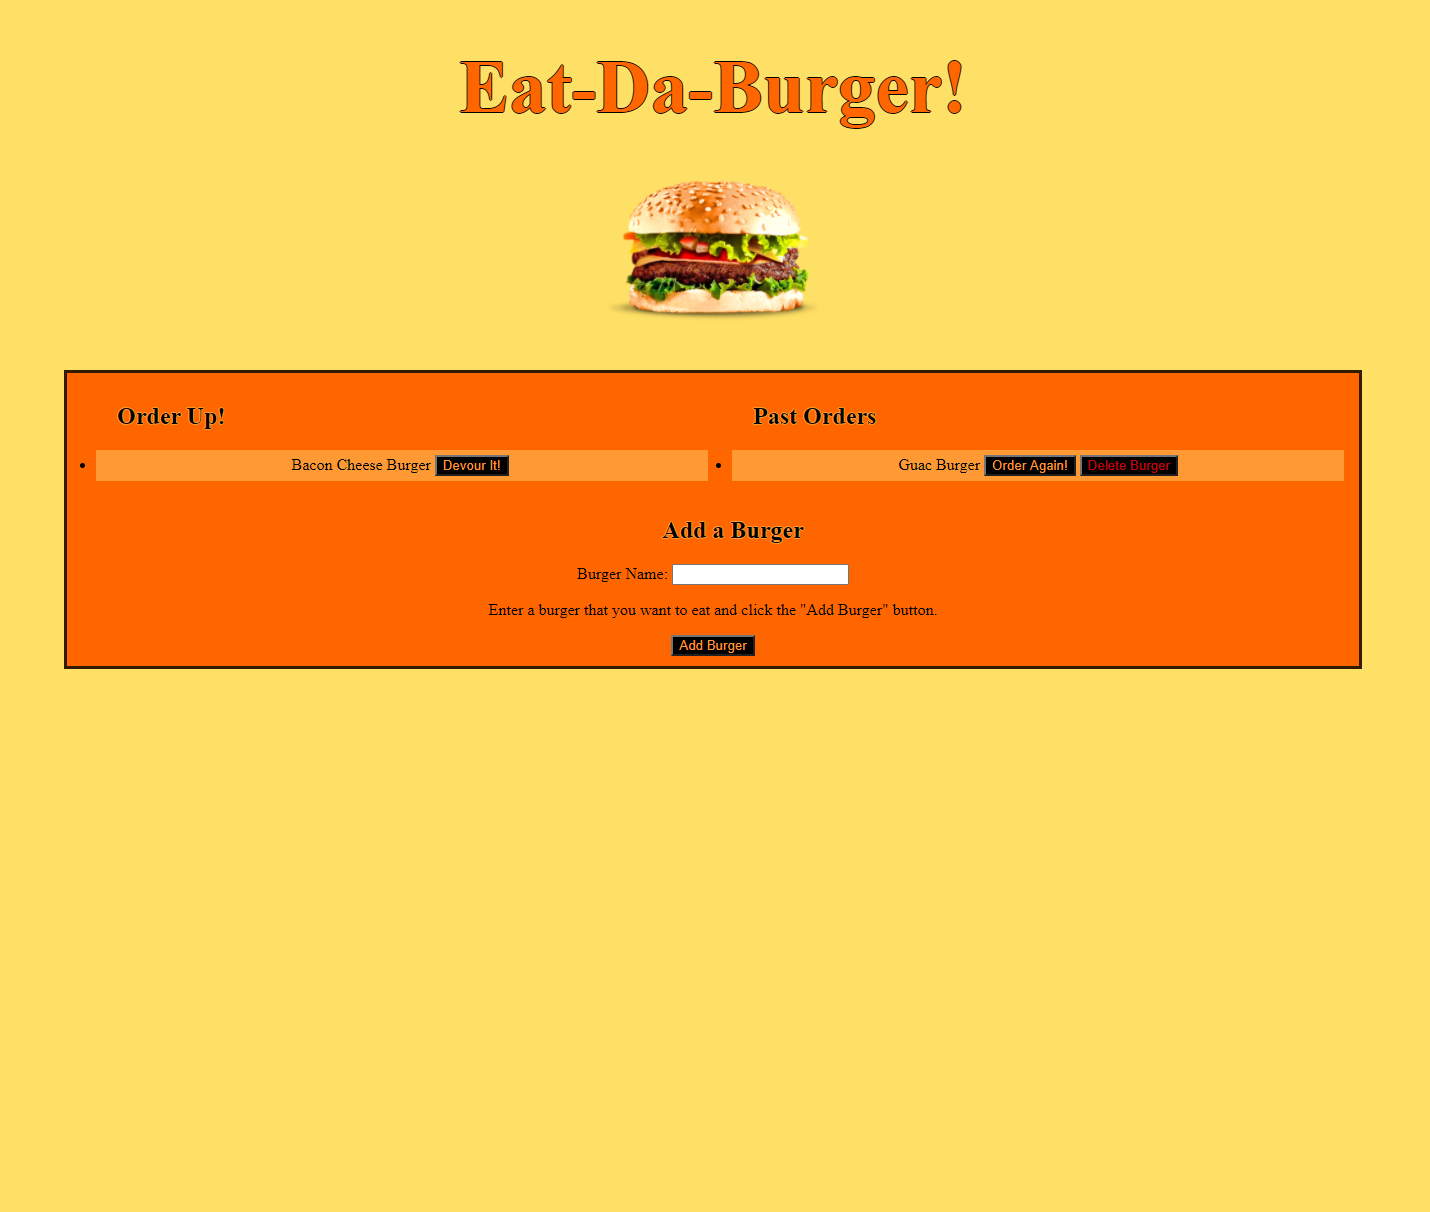 Eat-Da-Burger!
Order Up!
Bacon Cheese Burger Devour It!
Past Orders
Guac Burger Order Again! Delete Burger
Add a Burger
Burger Name:
Enter a burger that you want to eat and click the "Add Burger" button.
Add Burger